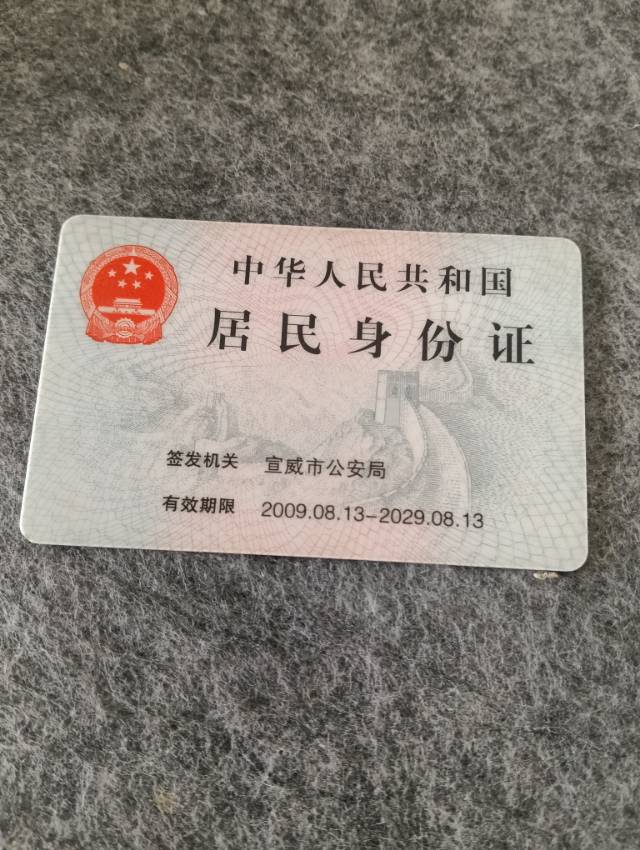 中华人民共和国
居民身份证
签发机关 宣威市公安局
有效期限 2009.08.13-2029.08.13